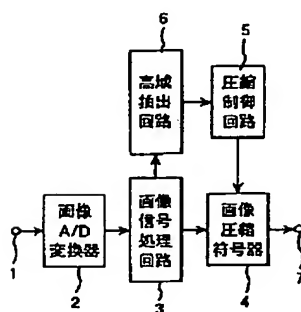 6
5
高域
抽出
回路
圧縮
制御
回路
画像
A/D
変換器
画像
信号
処理
回路
画像
圧縮
符号器
1
2
3
4
7